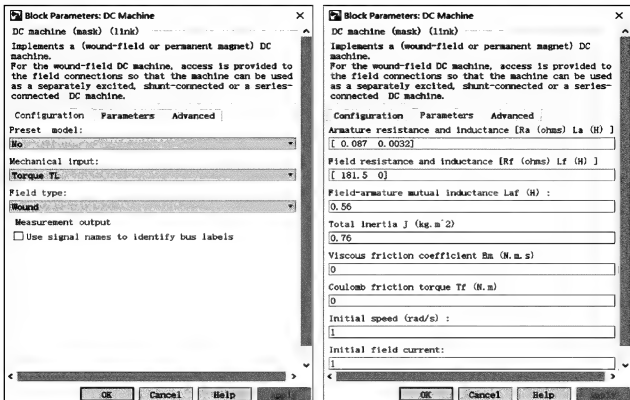 Block Parameters: DC Machine
DC machine (mask) (link)
Implements a (wound-field or permanent magnet) DC
machine.
For the wound-field DC machine, access is provided to
the field connections so that the machine can be used
as a separately excited, shunt-connected or a series-
connected DC machine.
Configuration Parameters Advanced
Preset model:
No
Mechanical input:
Torque TL
Field type:
Wound
Measurement output
Use signal names to identify bus labels
OK Cancel Help Apply
Block Parameters: DC Machine
DC machine (mask) (link)
Implements a (wound-field or permanent magnet) DC
machine.
For the wound-field DC machine, access is provided to
the field connections so that the machine can be used
as a separately excited, shunt-connected or a series-
connected DC machine.
Configuration Parameters Advanced
Armature resistance and inductance [Ra (ohms) La (H) ]
[ 0.087 0.0032]
Field resistance and inductance [Rf (ohms) Lf (H) ]
[ 181.5 0]
Field-armature mutual inductance Laf (H) :
0.56
Total inertia J (kg.m^2)
0.76
Viscous friction coefficient Bm (N.m.s)
0
Coulomb friction torque Tf (N.m)
0
Initial speed (rad/s) :
1
Initial field current:
1
OK Cancel Help